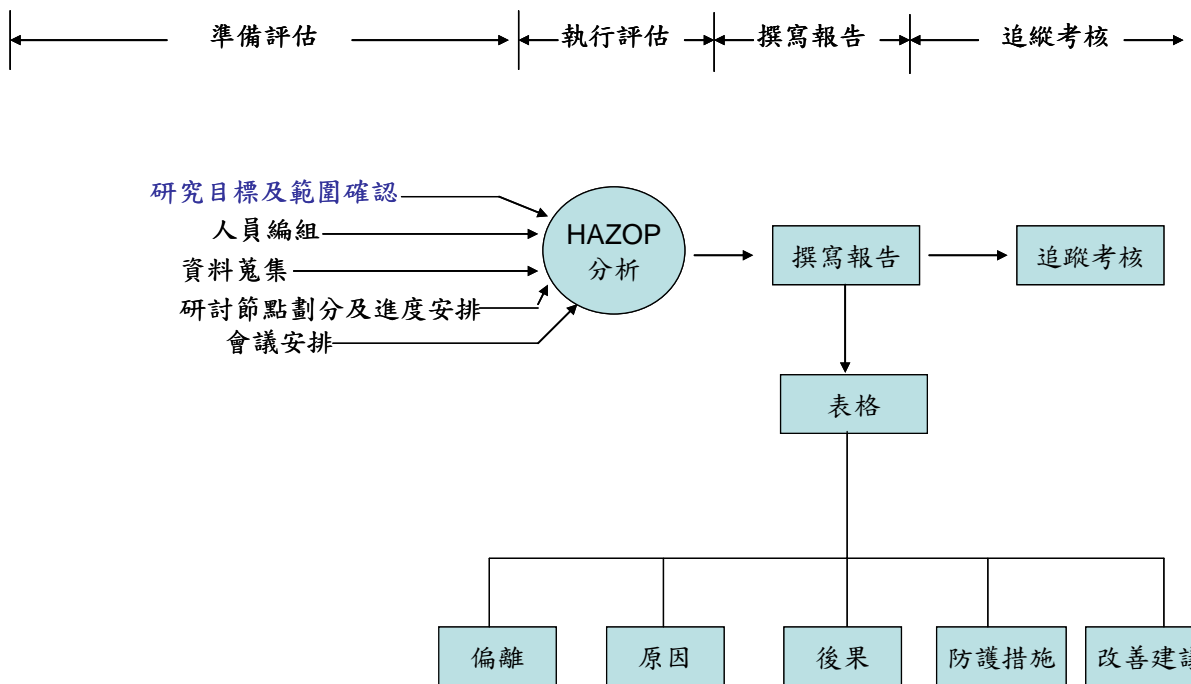 準備評估 執行評估 撰寫報告 追縱考核
研究目標及範圍確認
人員編組
資料蒐集
研討節點劃分及進度安排
會議安排
HAZOP
分析
撰寫報告
追蹤考核
表格
偏離 原因 後果 防護措施 改善建議